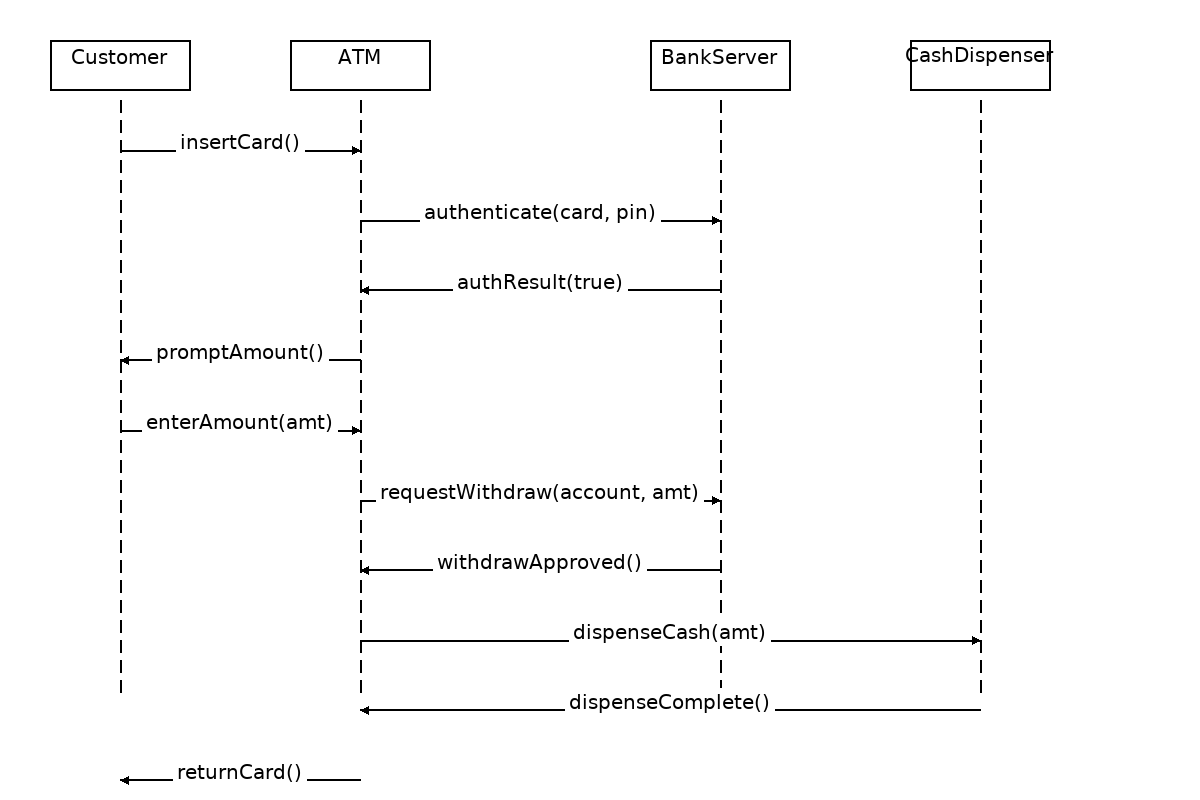 Customer
ATM
BankServer
CashDispenser
insertCard()
authenticate(card, pin)
authResult(true)
promptAmount()
enterAmount(amt)
requestWithdraw(account, amt)
withdrawApproved()
dispenseCash(amt)
dispenseComplete()
returnCard()